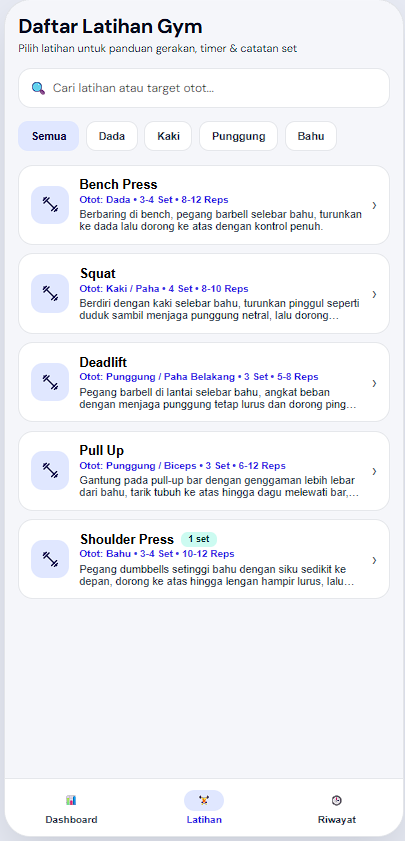 Daftar Latihan Gym
Pilih latihan untuk panduan gerakan, timer & catatan set
Cari latihan atau target otot...
Semua
Dada
Kaki
Punggung
Bahu
Bench Press
Otot: Dada • 3-4 Set • 8-12 Reps
Berbaring di bench, pegang barbell selebar bahu, turunkan
ke dada lalu dorong ke atas dengan kontrol penuh.
Squat
Otot: Kaki / Paha • 4 Set • 8-10 Reps
Berdiri dengan kaki selebar bahu, turunkan pinggul seperti
duduk sambil menjaga punggung netral, lalu dorong...
Deadlift
Otot: Punggung / Paha Belakang • 3 Set • 5-8 Reps
Pegang barbell di lantai selebar bahu, angkat beban
dengan menjaga punggung tetap lurus dan dorong ping...
Pull Up
Otot: Punggung / Biceps • 3 Set • 6-12 Reps
Gantung pada pull-up bar dengan genggaman lebih lebar
dari bahu, tarik tubuh ke atas hingga dagu melewati bar,...
Shoulder Press 1 set
Otot: Bahu • 3-4 Set • 10-12 Reps
Pegang dumbbells setinggi bahu dengan siku sedikit ke
depan, dorong ke atas hingga lengan hampir lurus, lalu...
Dashboard
Latihan
Riwayat